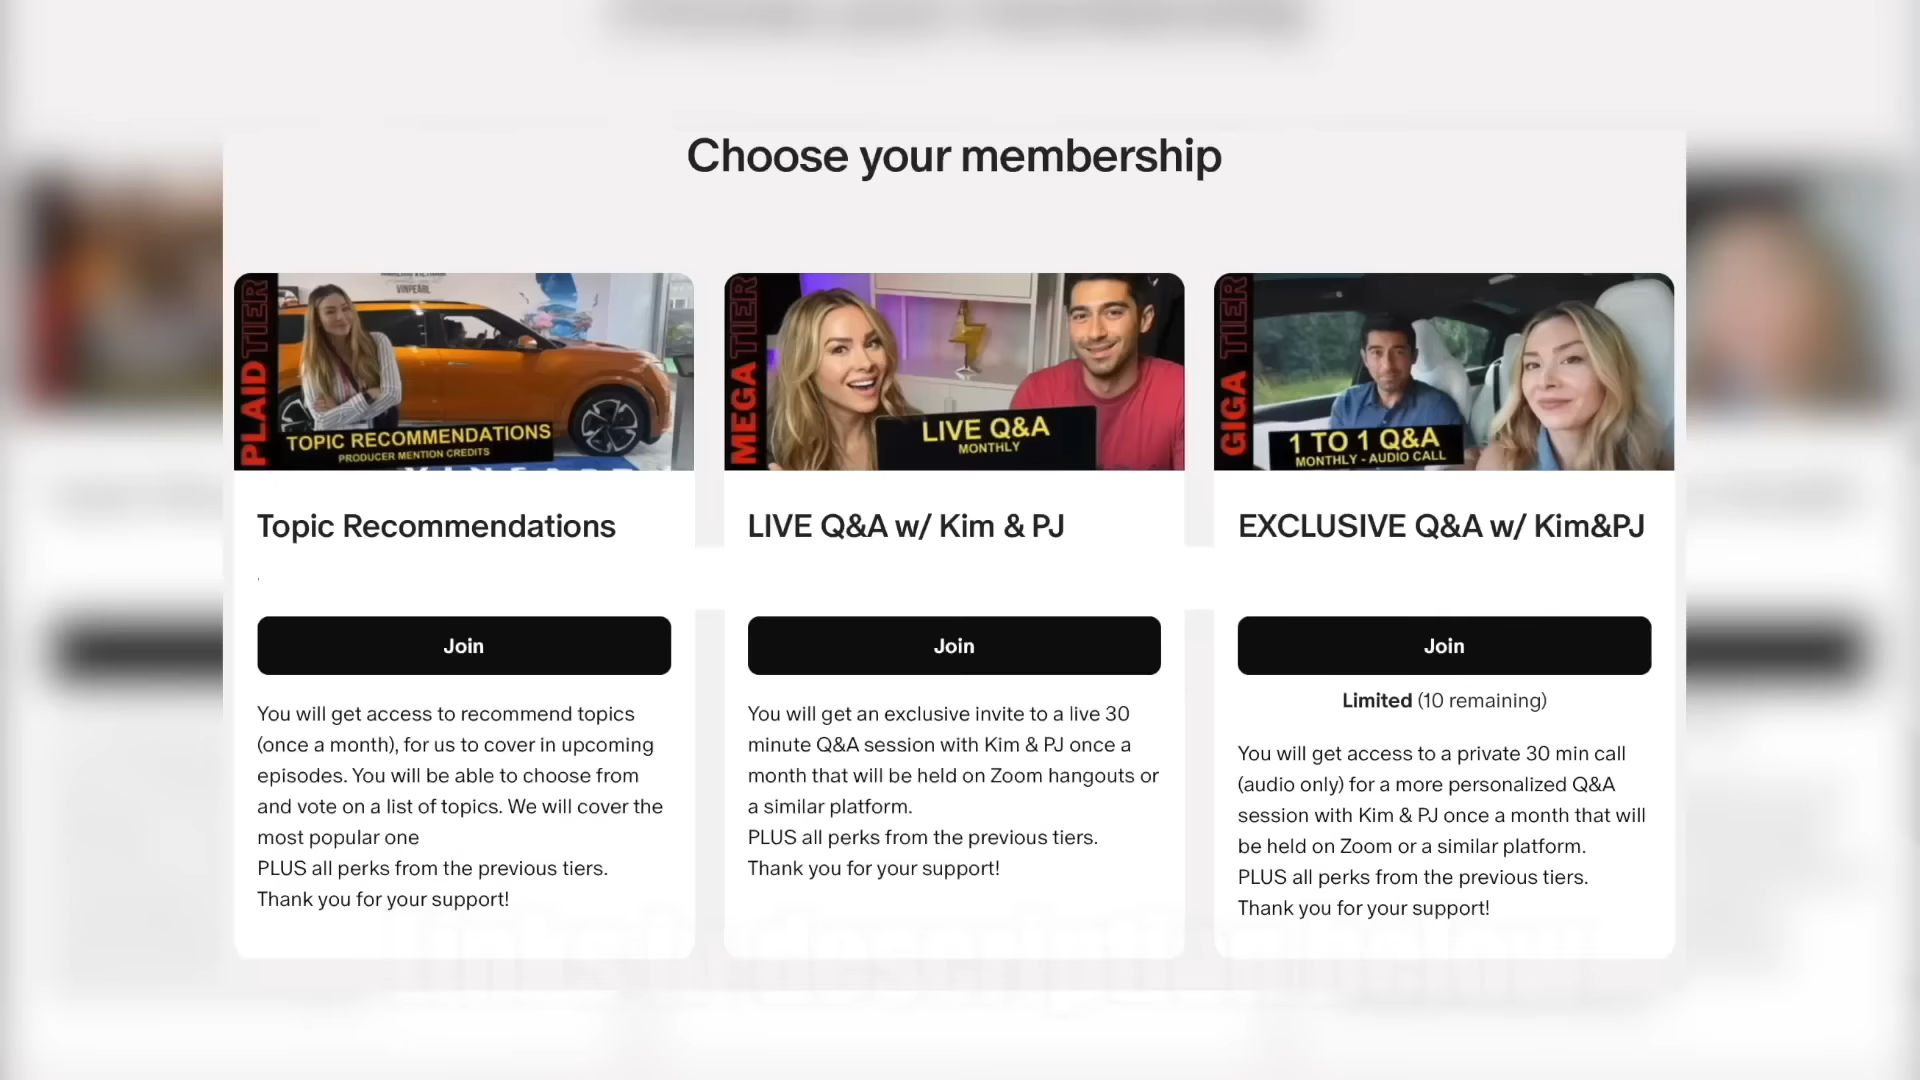 Choose your membership
VINPEARL
PLAID TIER
TOPIC RECOMMENDATIONS
PRODUCER MENTION CREDITS
MEGA TIER
LIVE Q&A
MONTHLY
GIGA TIER
1 TO 1 Q&A
MONTHLY - AUDIO CALL
Topic Recommendations
Join
You will get access to recommend topics
(once a month), for us to cover in upcoming
episodes. You will be able to choose from
and vote on a list of topics. We will cover the
most popular one
PLUS all perks from the previous tiers.
Thank you for your support!
LIVE Q&A w/ Kim & PJ
Join
You will get an exclusive invite to a live 30
minute Q&A session with Kim & PJ once a
month that will be held on Zoom hangouts or
a similar platform.
PLUS all perks from the previous tiers.
Thank you for your support!
EXCLUSIVE Q&A w/ Kim&PJ
Join
Limited (10 remaining)
You will get access to a private 30 min call
(audio only) for a more personalized Q&A
session with Kim & PJ once a month that will
be held on Zoom or a similar platform.
PLUS all perks from the previous tiers.
Thank you for your support!